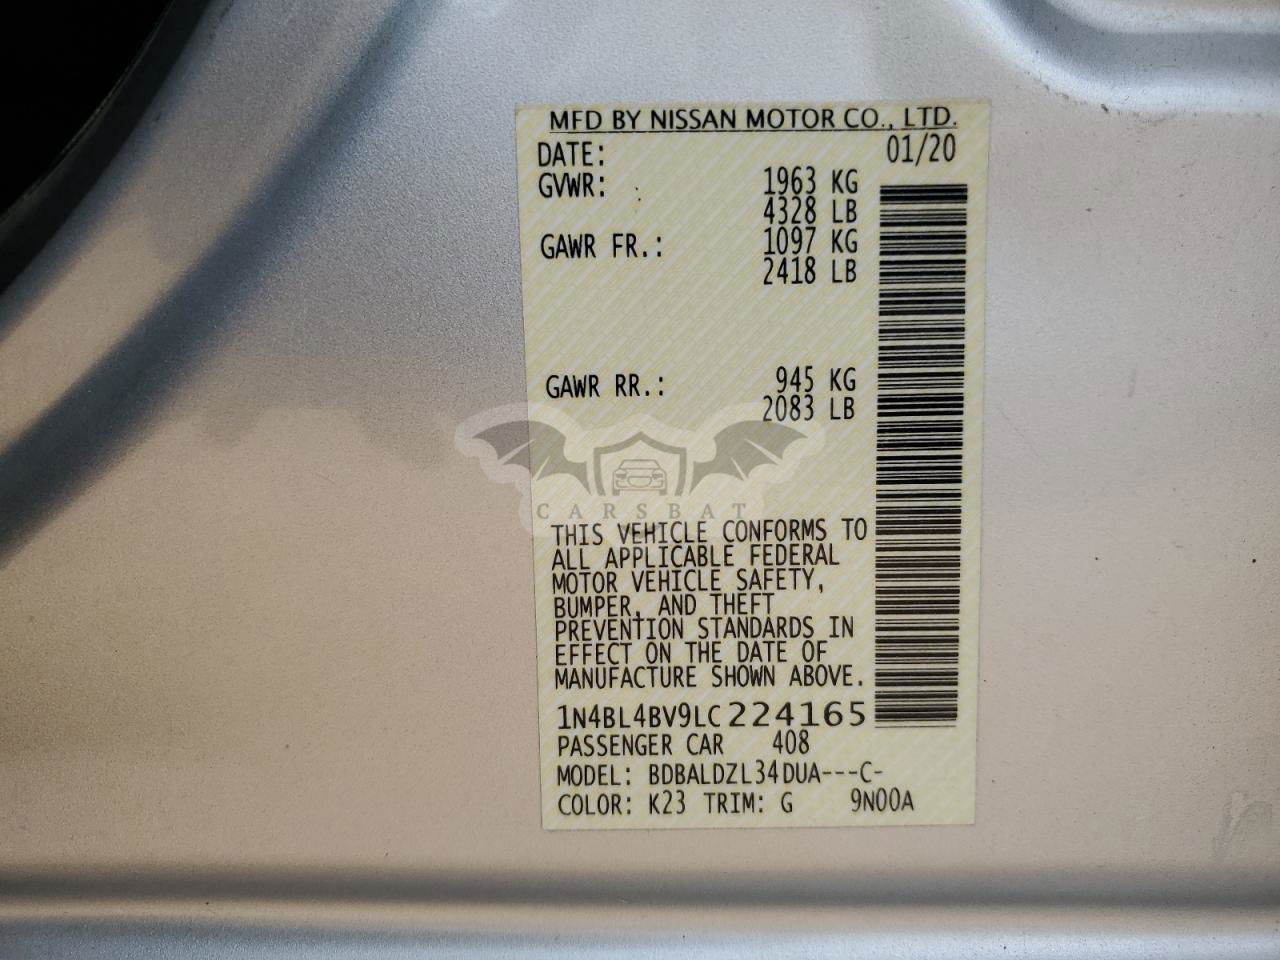 MFD BY NISSAN MOTOR CO., LTD.
DATE: 01/20
GVWR: 1963 KG
4328 LB
GAWR FR.: 1097 KG
2418 LB
GAWR RR.: 945 KG
2083 LB
CARSBAT
THIS VEHICLE CONFORMS TO
ALL APPLICABLE FEDERAL
MOTOR VEHICLE SAFETY,
BUMPER, AND THEFT
PREVENTION STANDARDS IN
EFFECT ON THE DATE OF
MANUFACTURE SHOWN ABOVE.
1N4BL4BV9LC224165
PASSENGER CAR 408
MODEL: BDBALDZL34DUA---C-
COLOR: K23 TRIM: G 9N00A